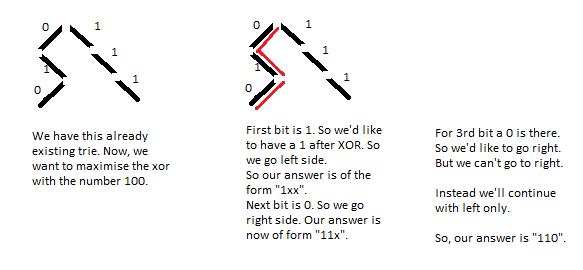 0
1
1
1
1
0
We have this already
existing trie. Now, we
want to maximise the xor
with the number 100.
0
1
1
1
1
0
First bit is 1. So we'd like
to have a 1 after XOR. So
we go left side.
So our answer is of the
form "1xx".
Next bit is 0. So we go
right side. Our answer is
now of form "11x".
For 3rd bit a 0 is there.
So we'd like to go right.
But we can't go to right.
Instead we'll continue
with left only.
So, our answer is "110".